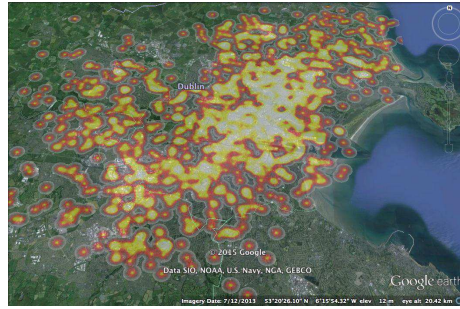 N
Dublin
© 2015 Google
Data SIO, NOAA, U.S. Navy, NGA, GEBCO
Google earth
Imagery Date: 7/12/2013 53°20'26.10" N 6°15'54.32" W elev 12 m eye alt 20.42 km